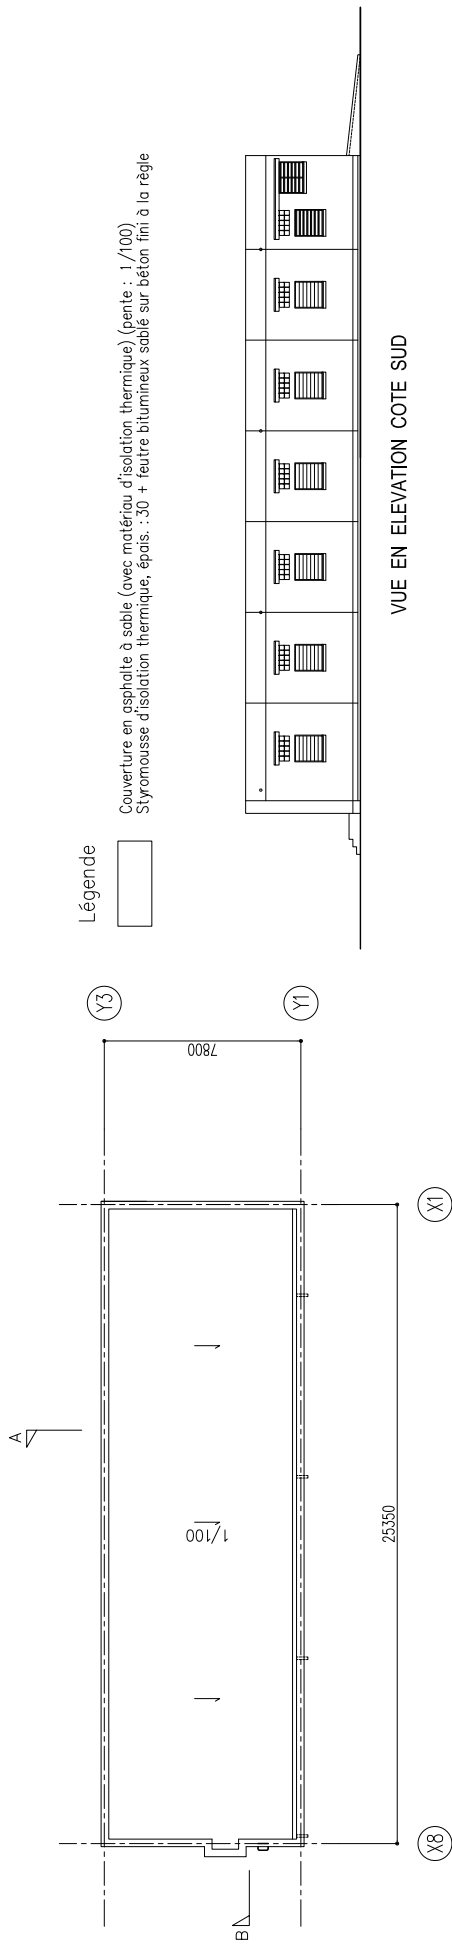 Légende
Couverture en asphalte à sable (avec matériau d'isolation thermique) (pente : 1/100)
Styromousse d'isolation thermique, épais. : 30 + feutre bitumineux sablé sur béton fini à la règle
A
B
1/100
7800
25350
Y3
Y1
X8
X1
VUE EN ELEVATION COTE SUD